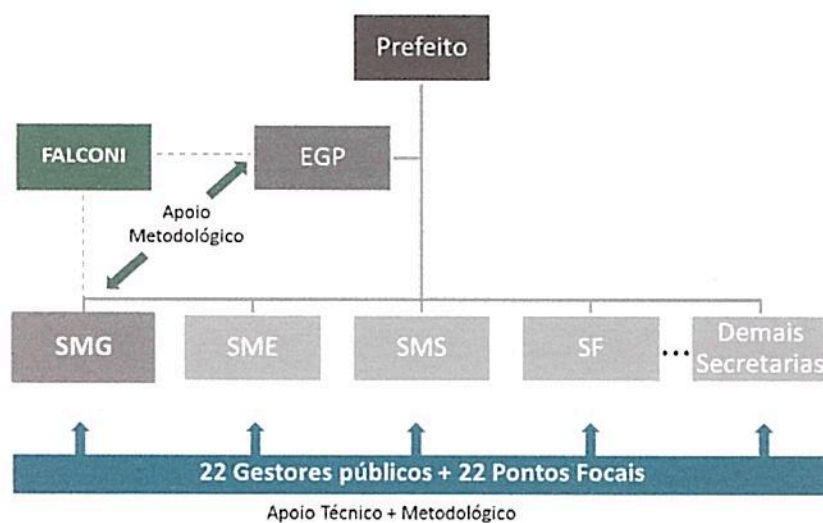 Prefeito
FALCONI
EGP
Apoio
Metodológico
SMG
SME
SMS
SF
...
Demais
Secretarias
22 Gestores públicos + 22 Pontos Focais
Apoio Técnico + Metodológico